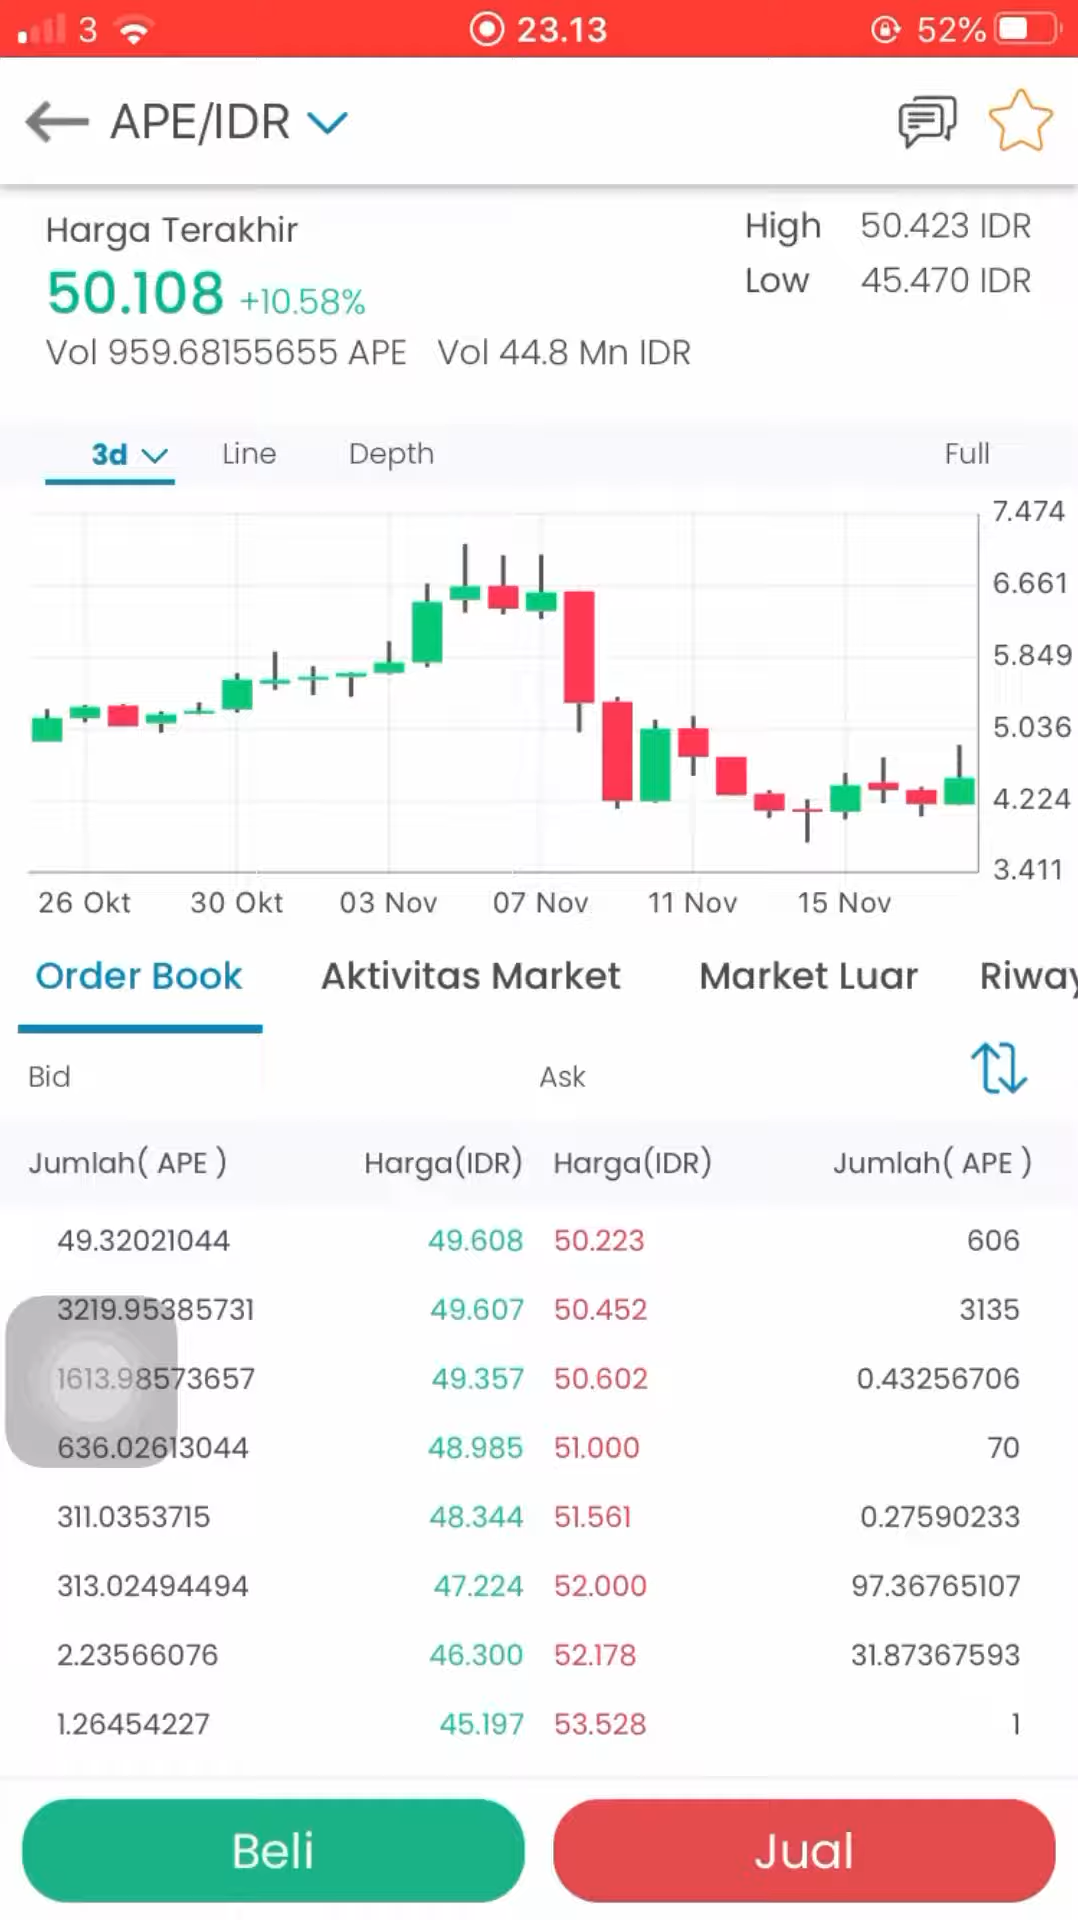 3 23.13 52%
APE/IDR
Harga Terakhir High 50.423 IDR
50.108 +10.58% Low 45.470 IDR
Vol 959.68155655 APE Vol 44.8 Mn IDR
3d Line Depth Full
7.474
6.661
5.849
5.036
4.224
3.411
26 Okt 30 Okt 03 Nov 07 Nov 11 Nov 15 Nov
Order Book Aktivitas Market Market Luar Riway
Bid Ask
Jumlah( APE ) Harga(IDR) Harga(IDR) Jumlah( APE )
49.32021044 49.608 50.223 606
3219.95385731 49.607 50.452 3135
1613.98573657 49.357 50.602 0.43256706
636.02613044 48.985 51.000 70
311.0353715 48.344 51.561 0.27590233
313.02494494 47.224 52.000 97.36765107
2.23566076 46.300 52.178 31.87367593
1.26454227 45.197 53.528 1
Beli Jual